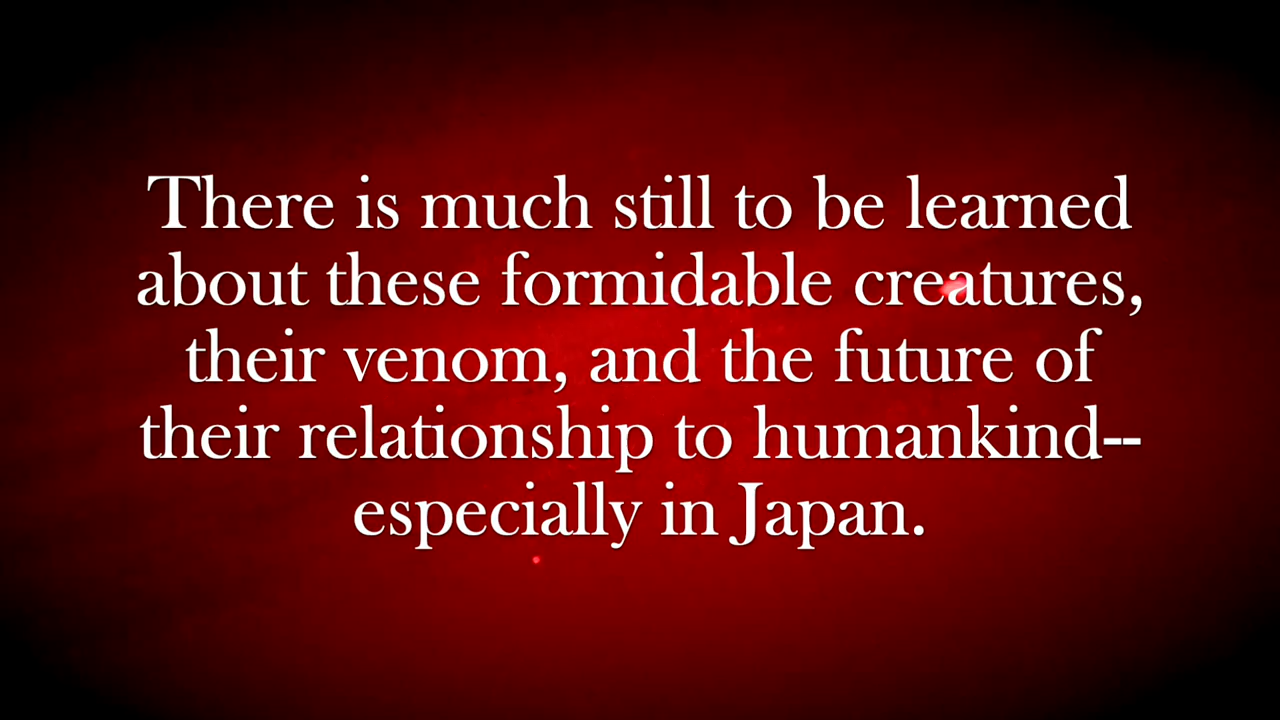 There is much still to be learned
about these formidable creatures,
their venom, and the future of
their relationship to humankind--
especially in Japan.